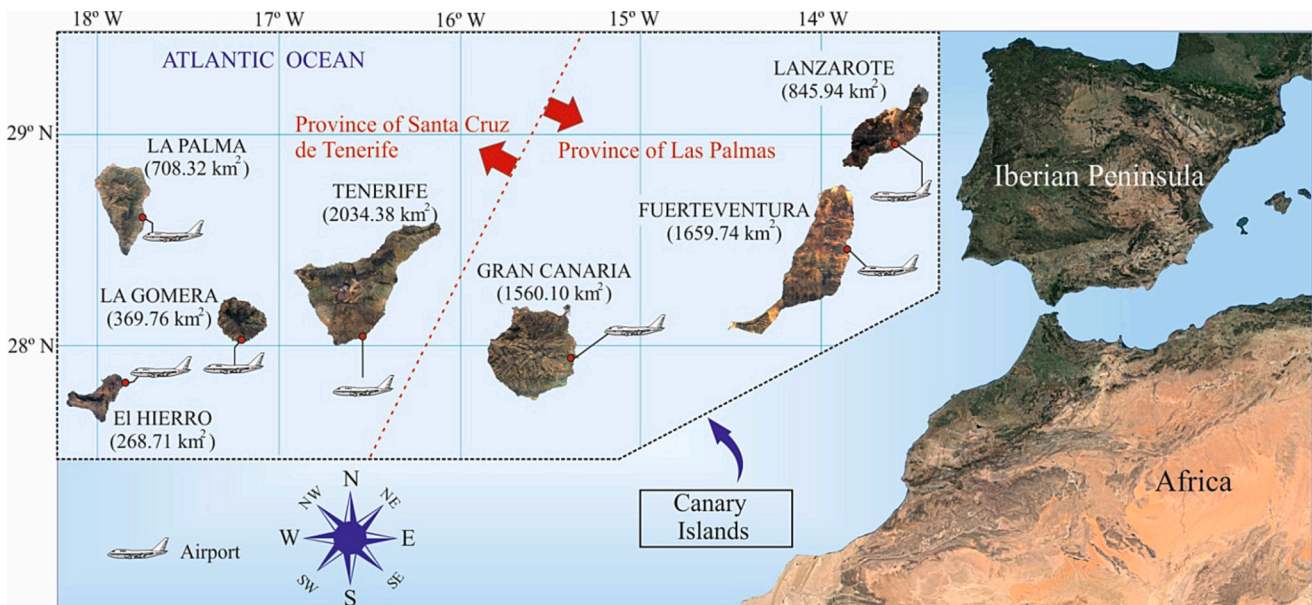 18º W
17º W
16º W
15º W
14º W
ATLANTIC OCEAN
LANZAROTE
(845.94 km²)
29º N
Province of Santa Cruz
de Tenerife
Province of Las Palmas
LA PALMA
(708.32 km²)
TENERIFE
(2034.38 km²)
FUERTEVENTURA
(1659.74 km²)
Iberian Peninsula
GRAN CANARIA
(1560.10 km²)
LA GOMERA
(369.76 km²)
28º N
El HIERRO
(268.71 km²)
N
NW
NE
W
E
SW
SE
S
Airport
Canary
Islands
Africa